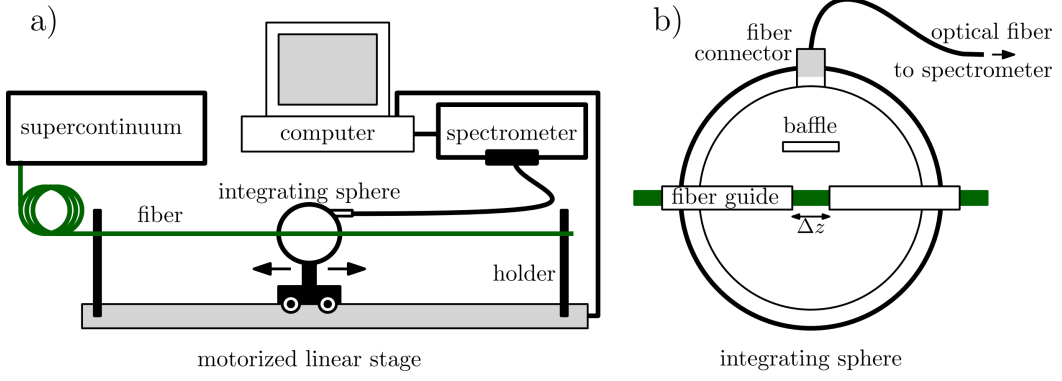 a)
supercontinuum
computer
spectrometer
integrating sphere
fiber
holder
motorized linear stage
b)
fiber
connector
optical fiber
to spectrometer
baffle
fiber guide
Δz
integrating sphere